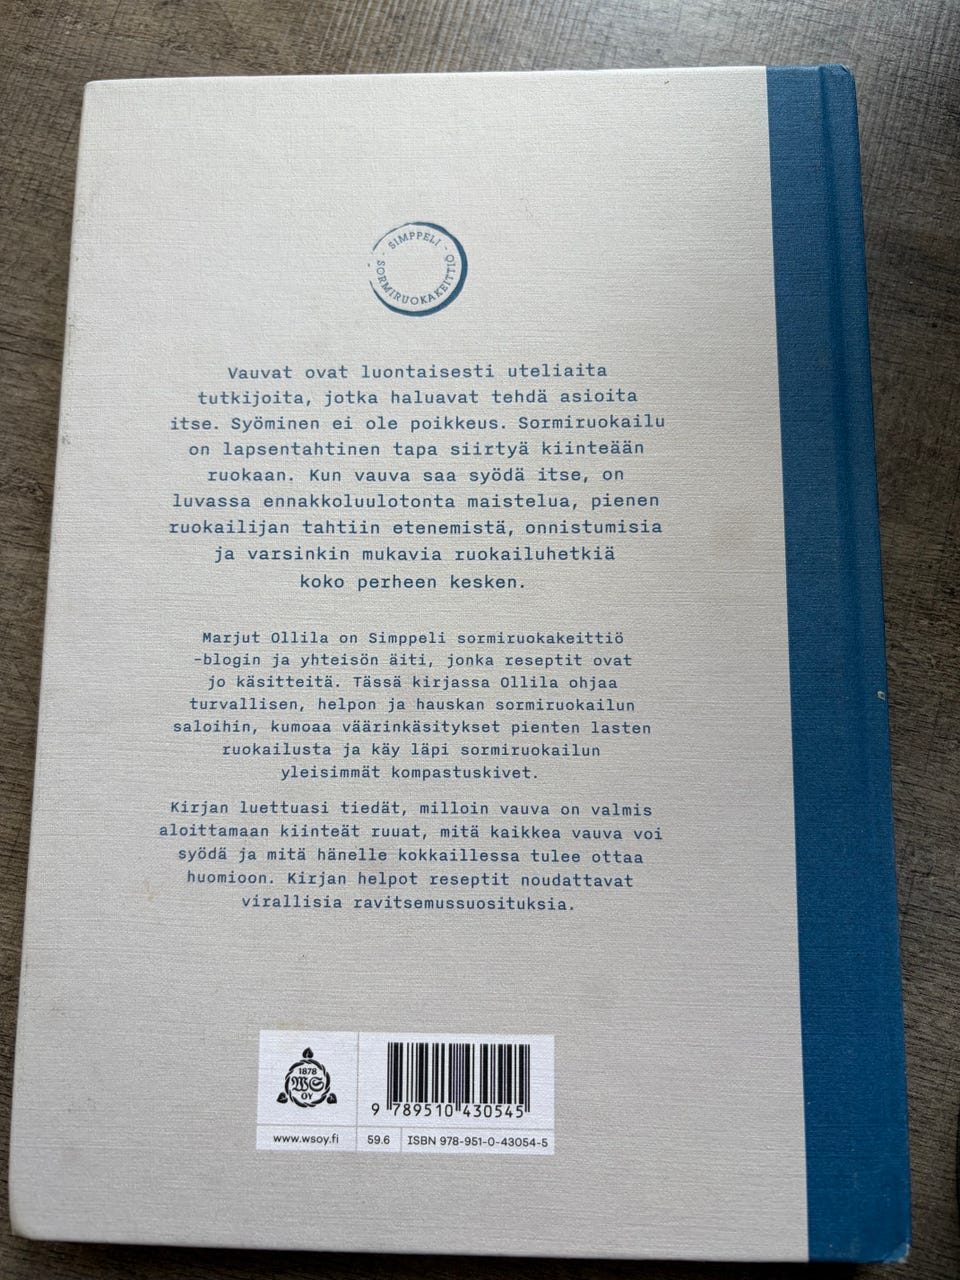 · SIMPPELI ·
SORMIRUOKAKEITTIÖ
Vauvat ovat luontaisesti uteliaita
tutkijoita, jotka haluavat tehdä asioita
itse. Syöminen ei ole poikkeus. Sormiruokailu
on lapsentahtinen tapa siirtyä kiinteään
ruokaan. Kun vauva saa syödä itse, on
luvassa ennakkoluulotonta maistelua, pienen
ruokailijan tahtiin etenemistä, onnistumisia
ja varsinkin mukavia ruokailuhetkiä
koko perheen kesken.
Marjut Ollila on Simppeli sormiruokakeittiö
-blogin ja yhteisön äiti, jonka reseptit ovat
jo käsitteitä. Tässä kirjassa Ollila ohjaa
turvallisen, helpon ja hauskan sormiruokailun
saloihin, kumoaa väärinkäsitykset pienten lasten
ruokailusta ja käy läpi sormiruokailun
yleisimmät kompastuskivet.
Kirjan luettuasi tiedät, milloin vauva on valmis
aloittamaan kiinteät ruuat, mitä kaikkea vauva voi
syödä ja mitä hänelle kokkaillessa tulee ottaa
huomioon. Kirjan helpot reseptit noudattavat
virallisia ravitsemussuosituksia.
1878
WS
OY
9 789510 430545
www.wsoy.fi
59.6
ISBN 978-951-0-43054-5